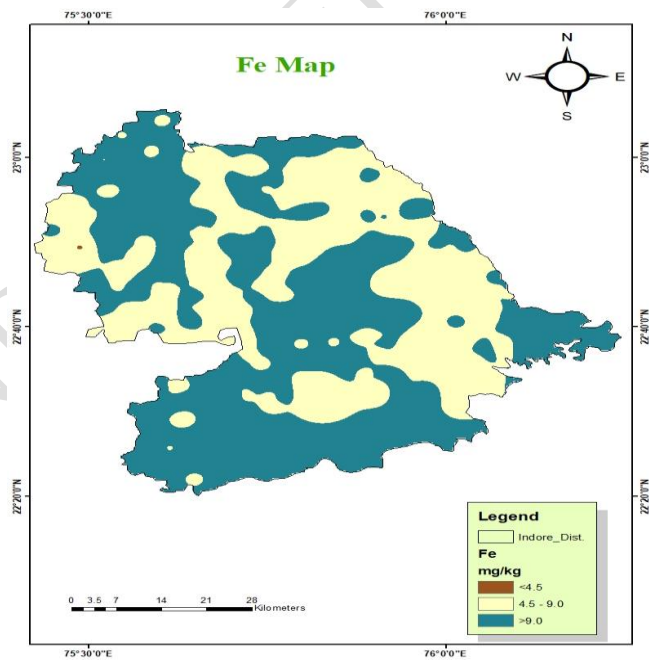 75°30'0"E 76°0'0"E
Fe Map
N
W E
S
23°0'0"N 23°0'0"N
22°40'0"N 22°40'0"N
22°20'0"N 22°20'0"N
Legend
Indore_Dist.
Fe
mg/kg
<4.5
4.5 - 9.0
>9.0
0 3.5 7 14 21 28
Kilometers
75°30'0"E 76°0'0"E